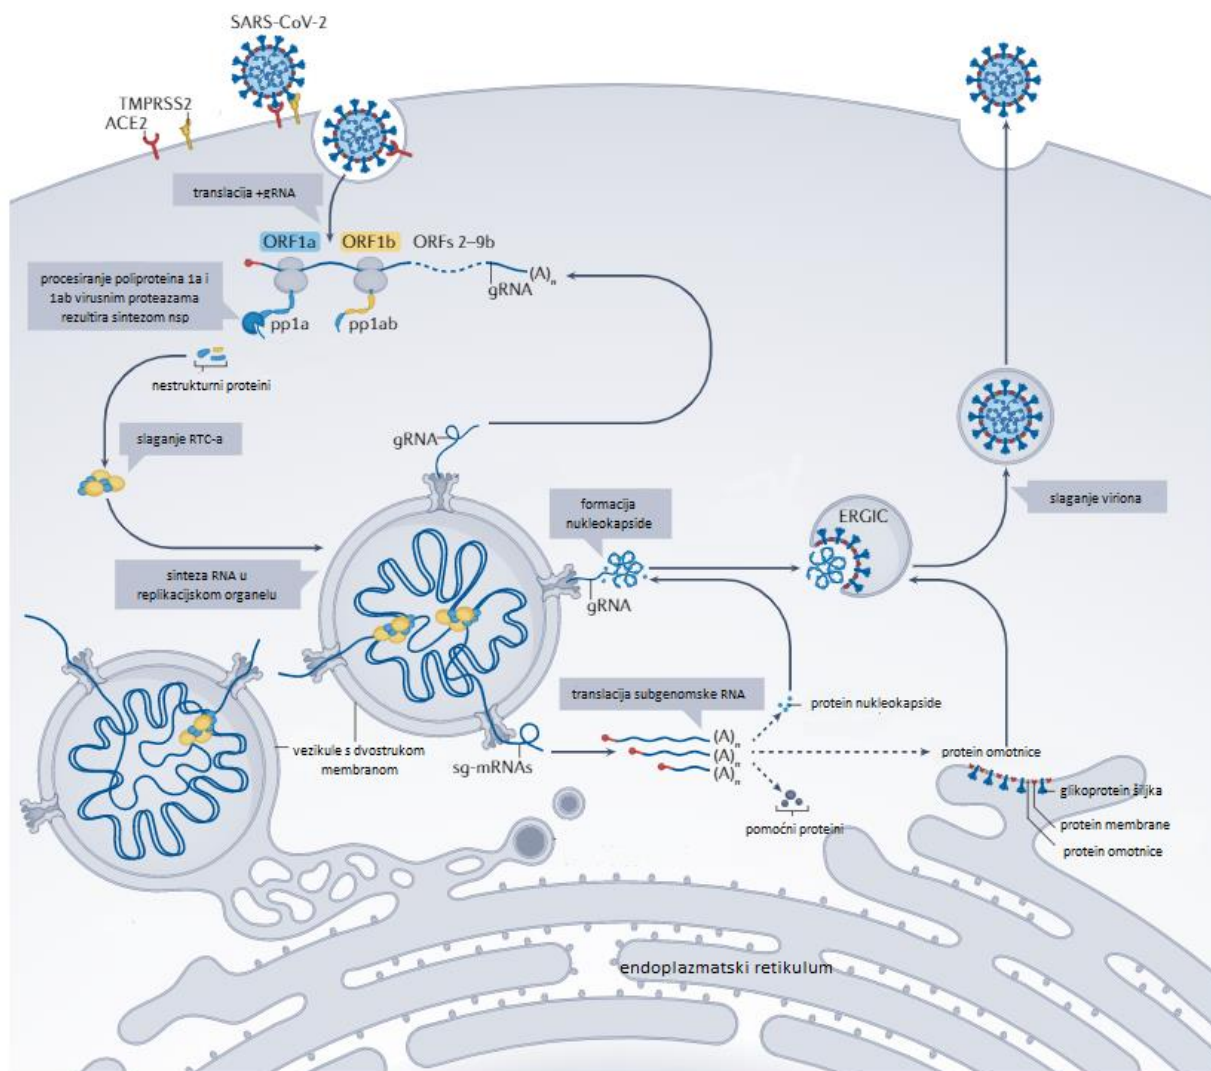 SARS-CoV-2
TMPRSS2
ACE2
translacija +gRNA
ORF1a ORF1b ORFs 2–9b
procesiranje poliproteina 1a i
1ab virusnim proteazama
rezultira sintezom nsp
gRNA
(A)n
pp1a
pp1ab
nestrukturni proteini
slaganje RTC-a
gRNA
formacija
nukleokapside
ERGIC
slaganje viriona
sinteza RNA u
replikacijskom organelu
gRNA
translacija subgenomske RNA
protein nukleokapside
vezikule s dvostrukom
membranom
sg-mRNAs
(A)n
(A)n
(A)n
protein omotnice
glikoprotein šiljka
pomoćni proteini
protein membrane
protein omotnice
endoplazmatski retikulum